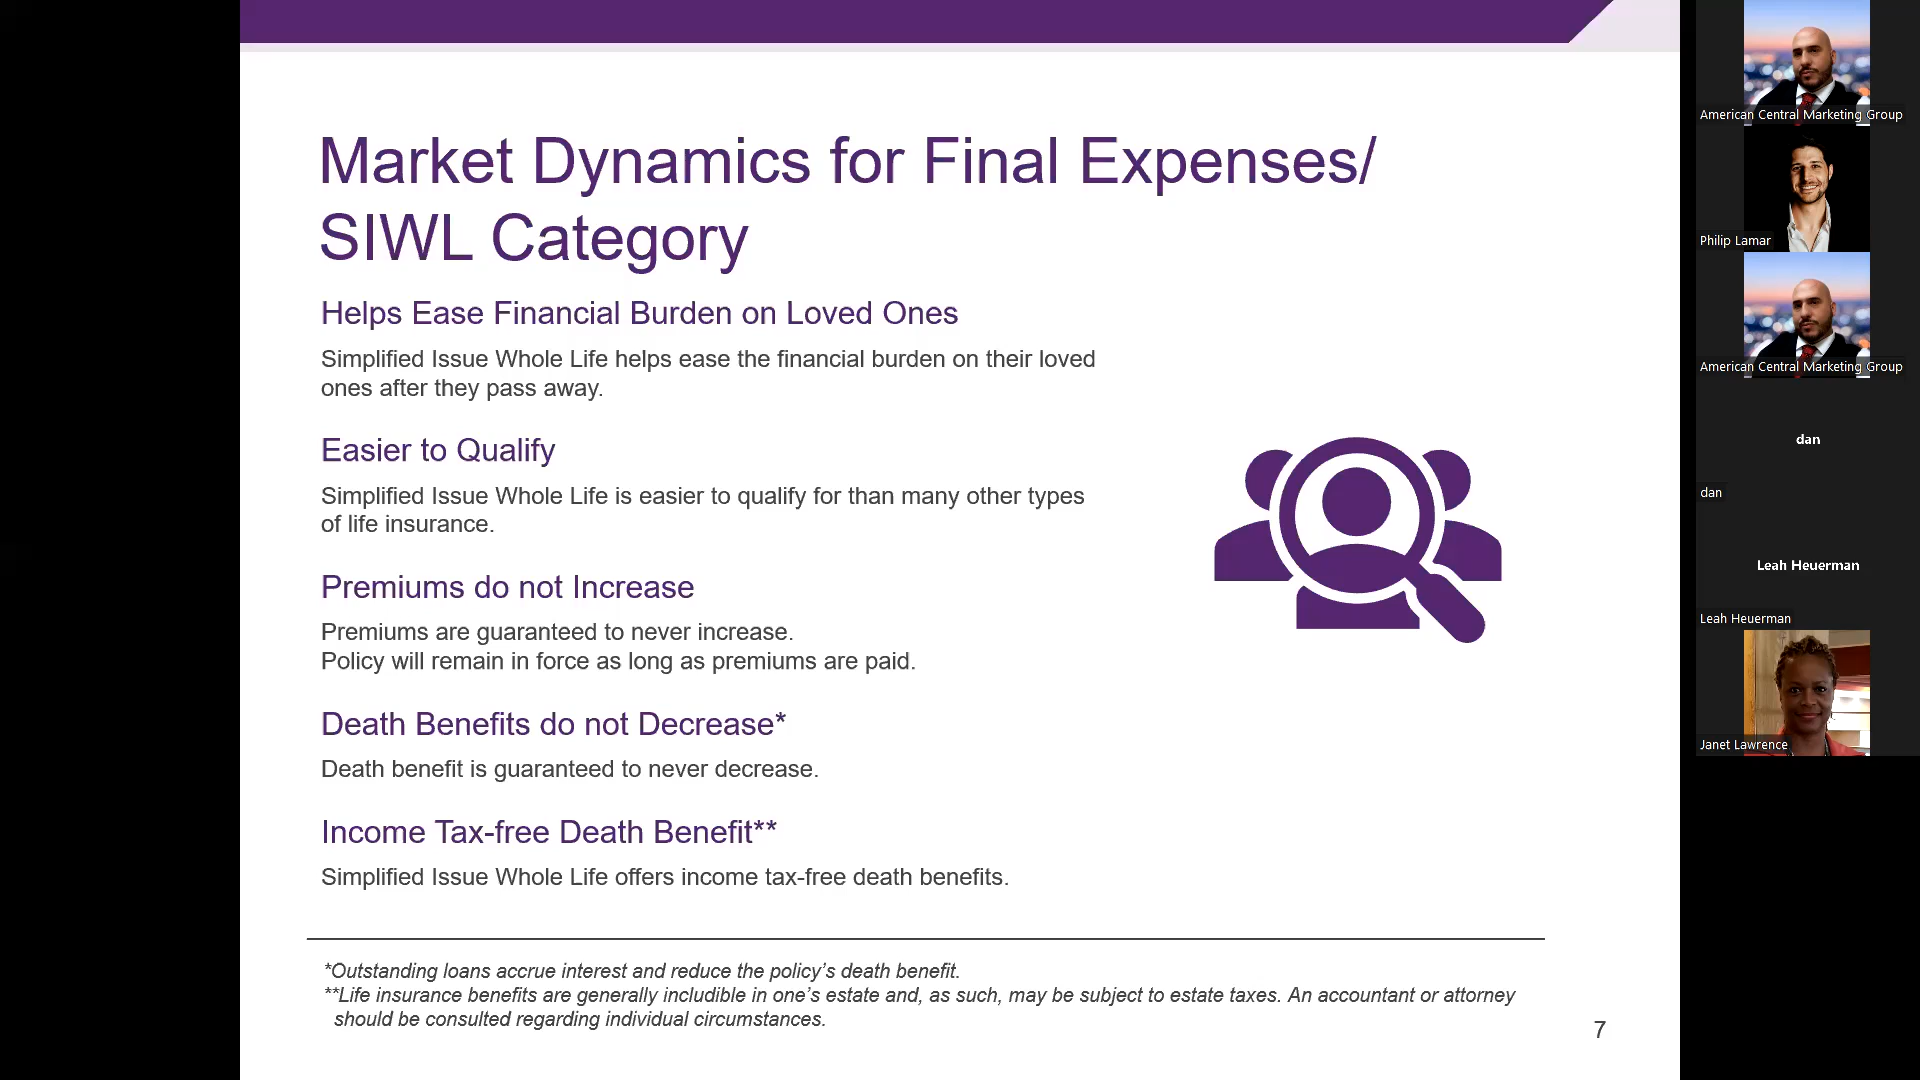 Market Dynamics for Final Expenses/
SIWL Category
Helps Ease Financial Burden on Loved Ones
Simplified Issue Whole Life helps ease the financial burden on their loved
ones after they pass away.
Easier to Qualify
Simplified Issue Whole Life is easier to qualify for than many other types
of life insurance.
Premiums do not Increase
Premiums are guaranteed to never increase.
Policy will remain in force as long as premiums are paid.
Death Benefits do not Decrease*
Death benefit is guaranteed to never decrease.
Income Tax-free Death Benefit**
Simplified Issue Whole Life offers income tax-free death benefits.
*Outstanding loans accrue interest and reduce the policy’s death benefit.
**Life insurance benefits are generally includible in one’s estate and, as such, may be subject to estate taxes. An accountant or attorney
should be consulted regarding individual circumstances.
7
American Central Marketing Group
Philip Lamar
American Central Marketing Group
dan
dan
Leah Heuerman
Leah Heuerman
Janet Lawrence